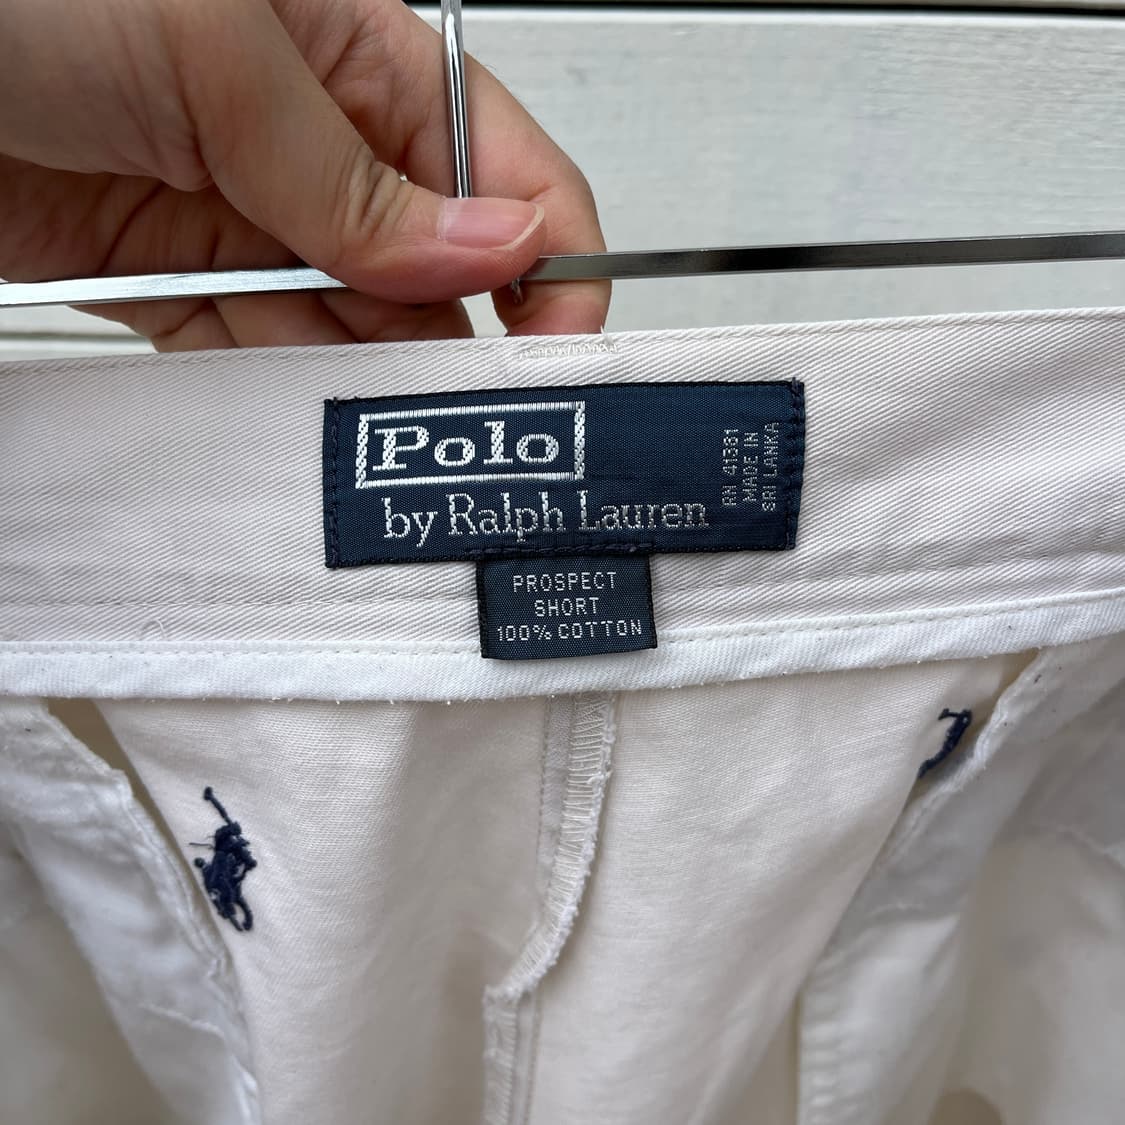 Polo
by Ralph Lauren
RN 41381
MADE IN
SRI LANKA
PROSPECT
SHORT
100% COTTON